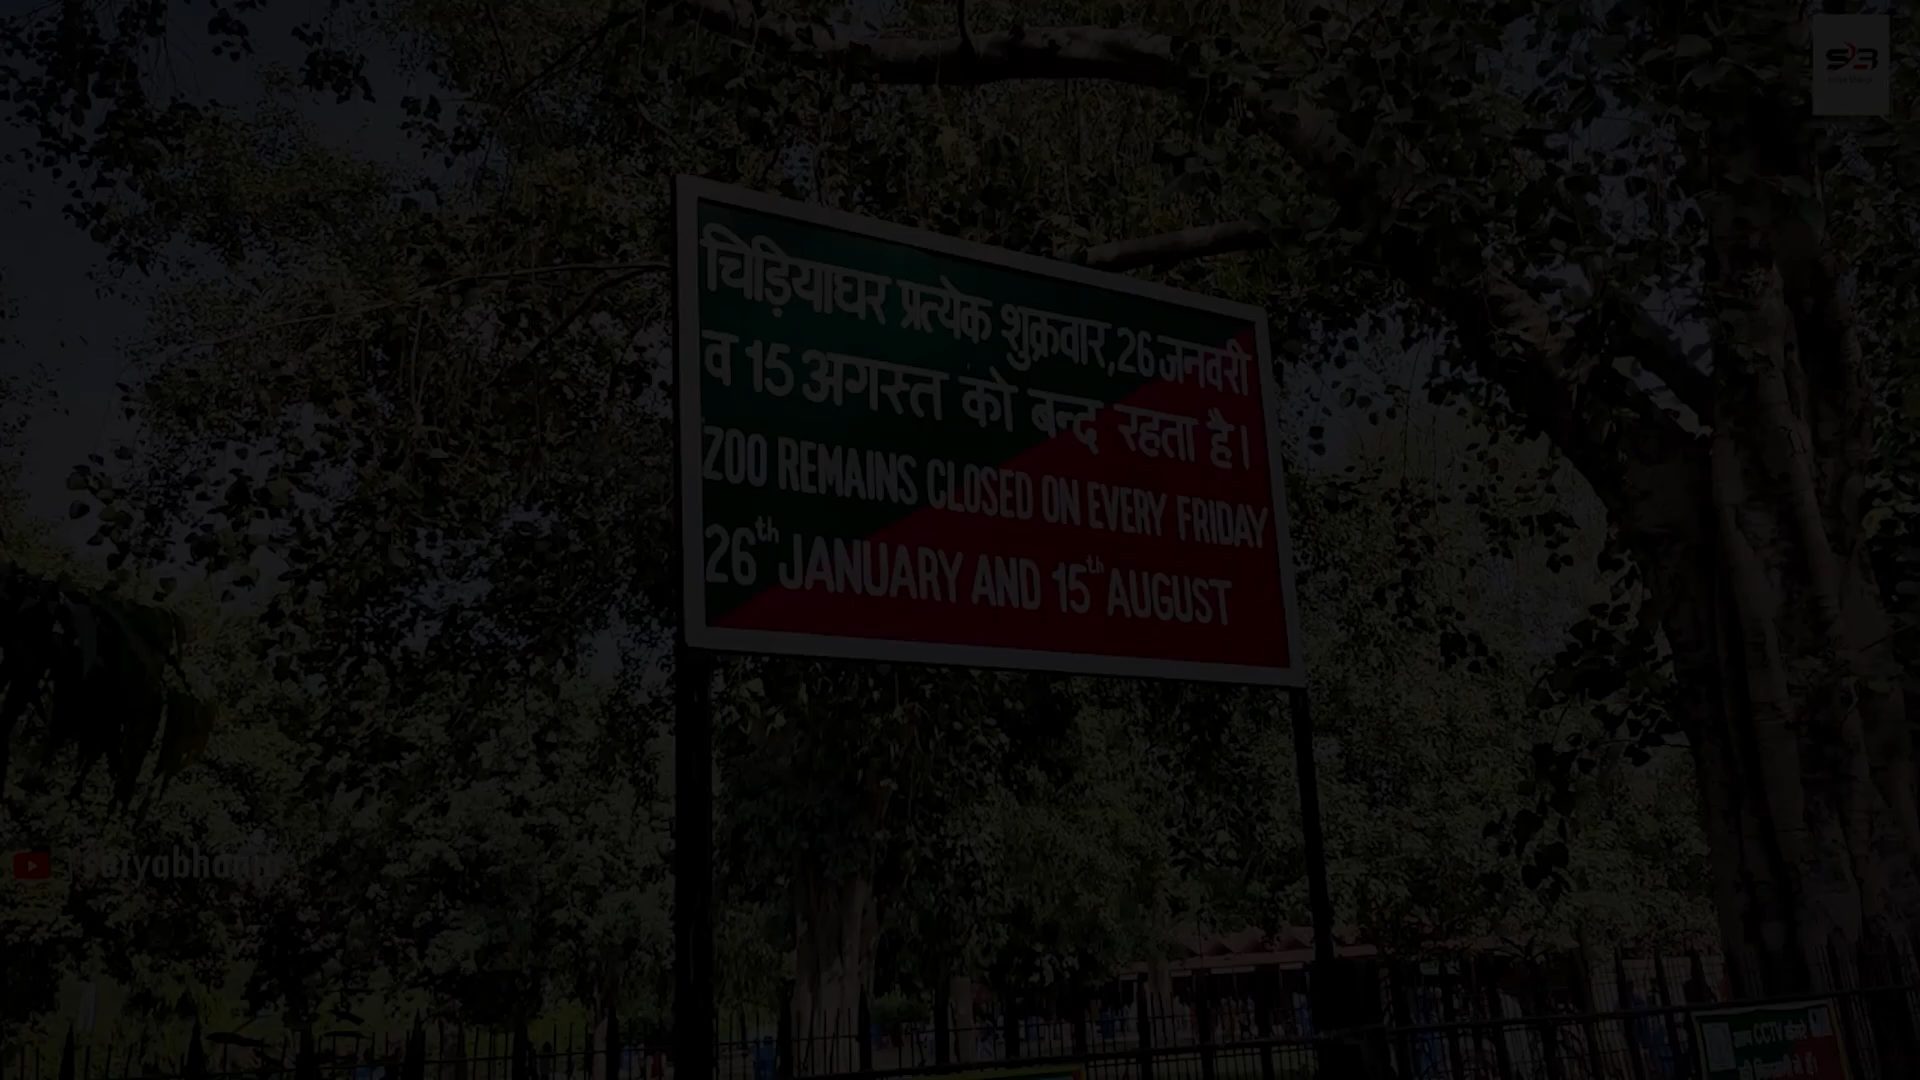 चिड़ियाघर प्रत्येक शुक्रवार, 26 जनवरी
व 15 अगस्त को बन्द रहता है।
ZOO REMAINS CLOSED ON EVERY FRIDAY
26th JANUARY AND 15th AUGUST
CCTV